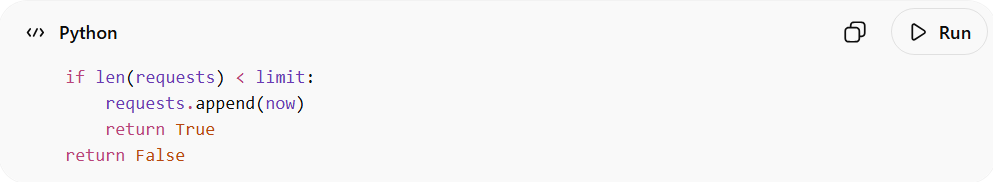 Python
Run
if len(requests) < limit:
    requests.append(now)
    return True
return False